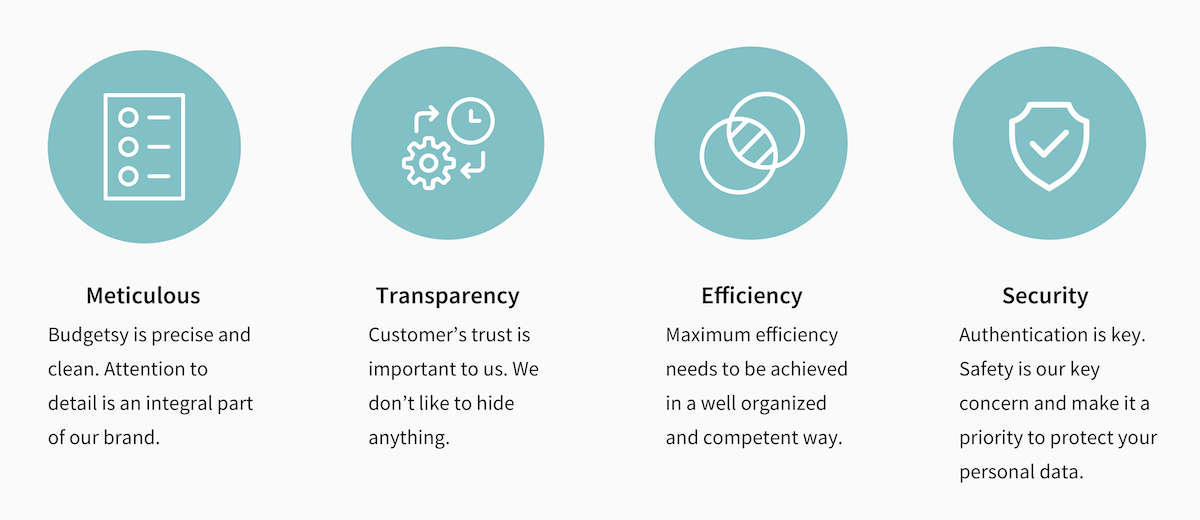 Meticulous
Budgetsy is precise and
clean. Attention to
detail is an integral part
of our brand.
Transparency
Customer’s trust is
important to us. We
don’t like to hide
anything.
Efficiency
Maximum efficiency
needs to be achieved
in a well organized
and competent way.
Security
Authentication is key.
Safety is our key
concern and make it a
priority to protect your
personal data.